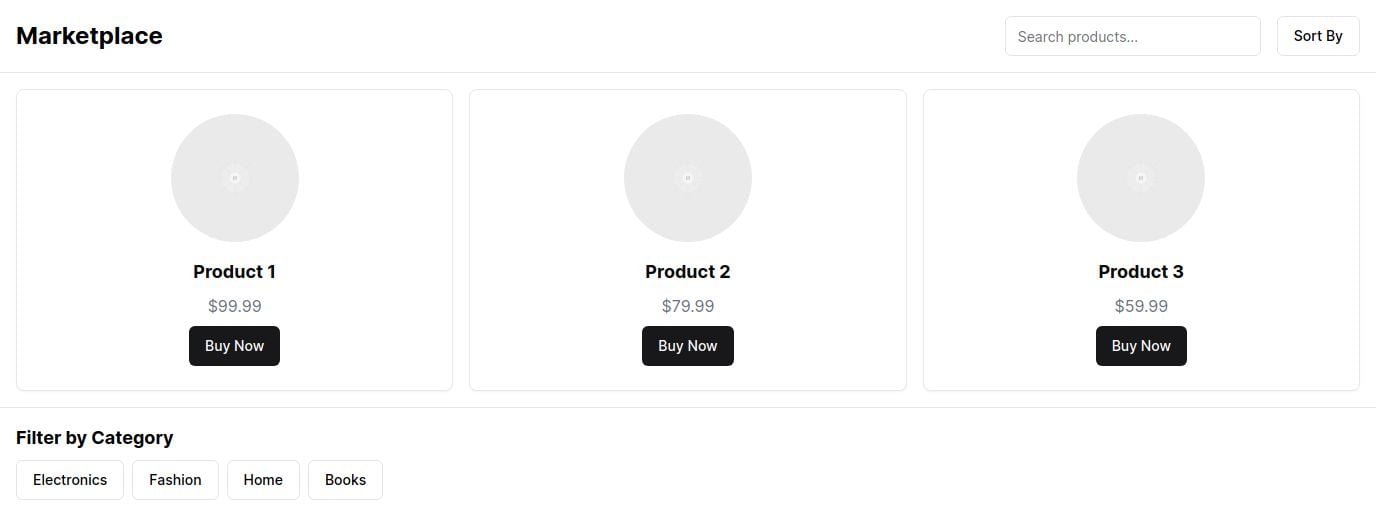 Marketplace
Search products...
Sort By
Product 1
$99.99
Buy Now
Product 2
$79.99
Buy Now
Product 3
$59.99
Buy Now
Filter by Category
Electronics
Fashion
Home
Books